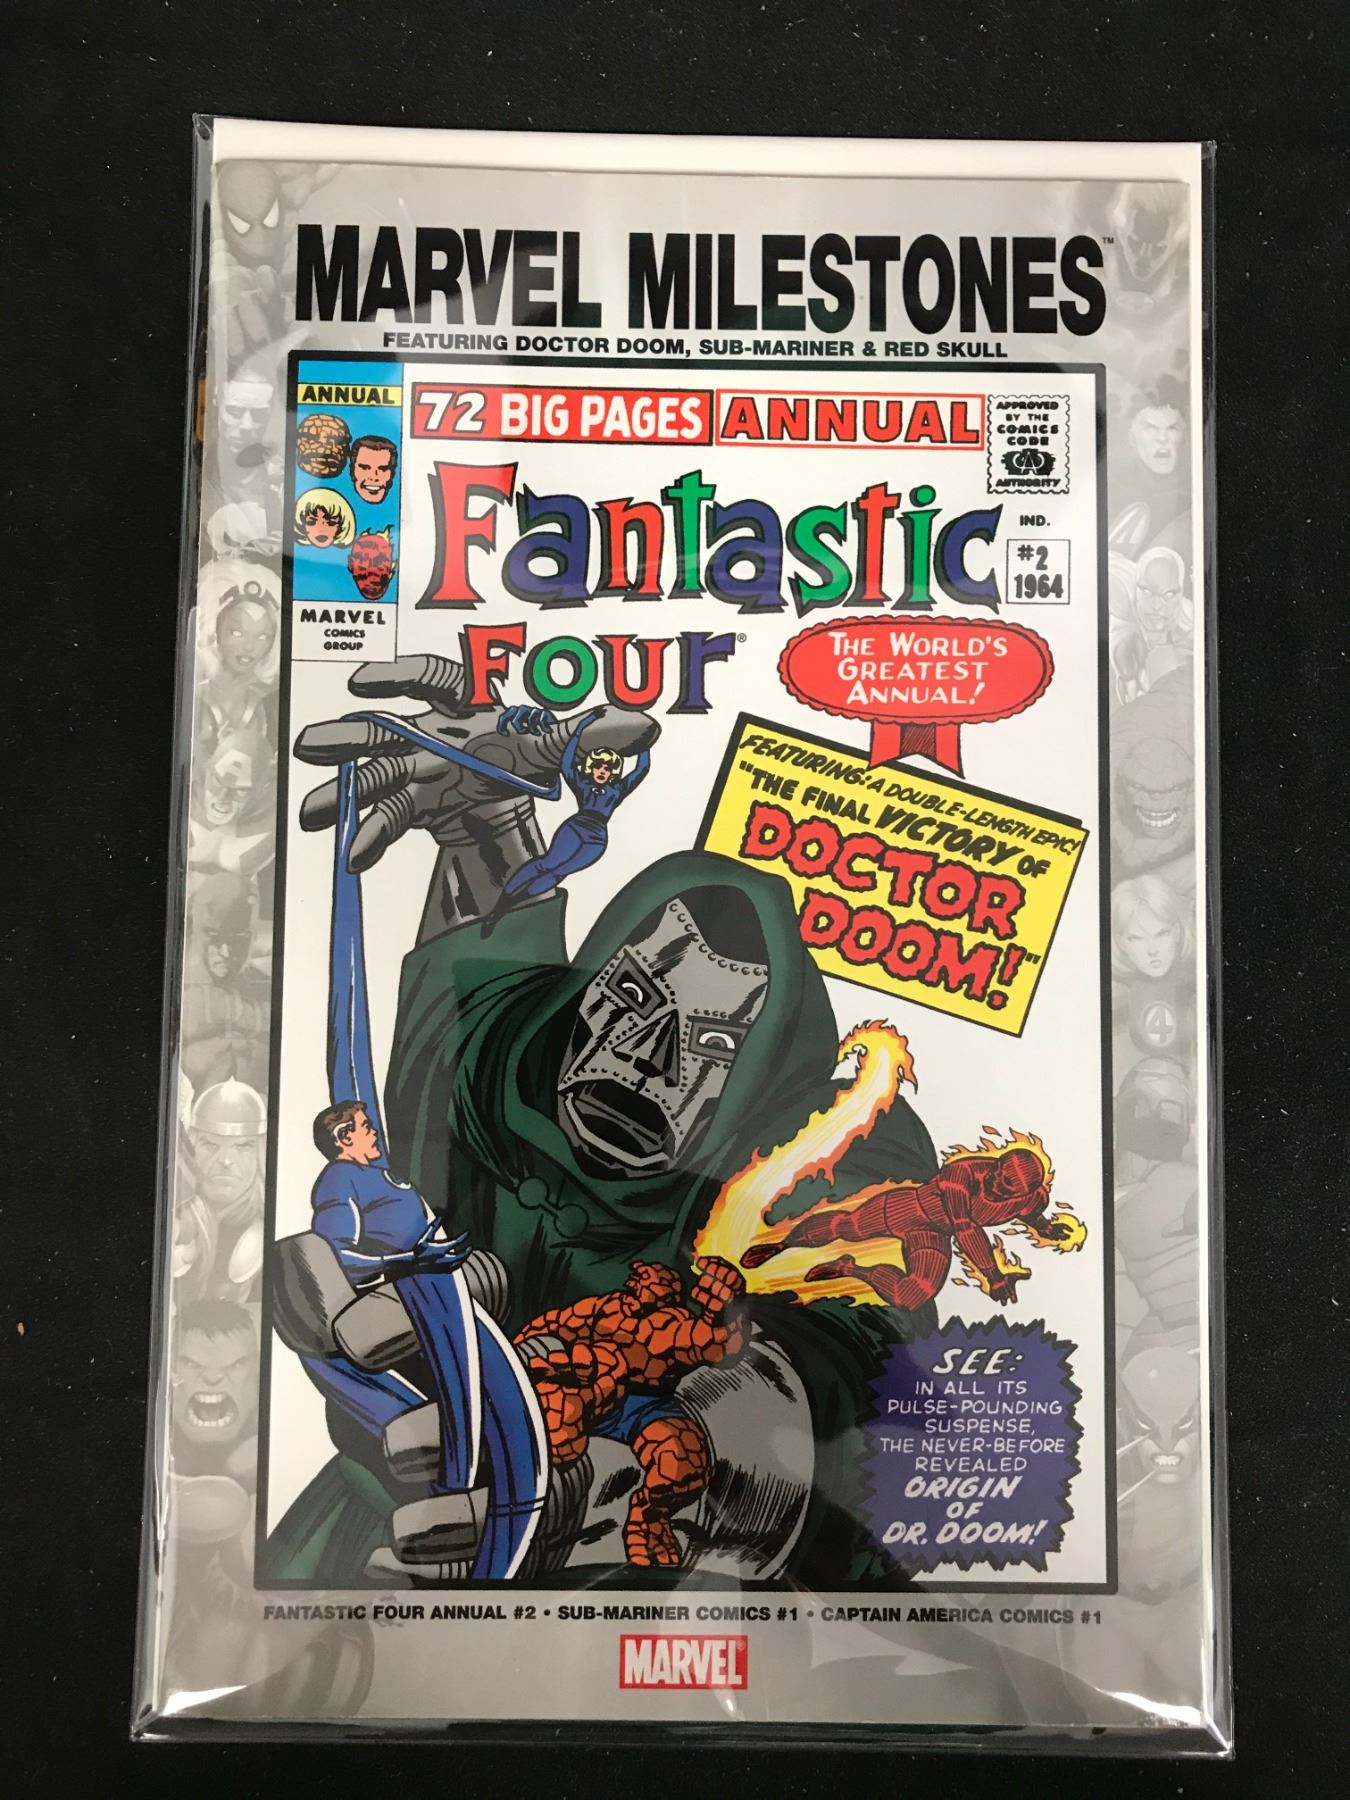 MARVEL MILESTONES™
FEATURING DOCTOR DOOM, SUB-MARINER & RED SKULL
ANNUAL
72 BIG PAGES
ANNUAL
APPROVED
BY THE
COMICS
CODE
AUTHORITY
Fantastic
Four®
IND.
#2
1964
MARVEL
COMICS
GROUP
THE WORLD'S
GREATEST
ANNUAL!
FEATURING: A DOUBLE-LENGTH EPIC!
"THE FINAL VICTORY OF
DOCTOR
DOOM!"
4
SEE:
IN ALL ITS
PULSE-POUNDING
SUSPENSE,
THE NEVER-BEFORE
REVEALED
ORIGIN
OF
DR. DOOM!
FANTASTIC FOUR ANNUAL #2 • SUB-MARINER COMICS #1 • CAPTAIN AMERICA COMICS #1
MARVEL®